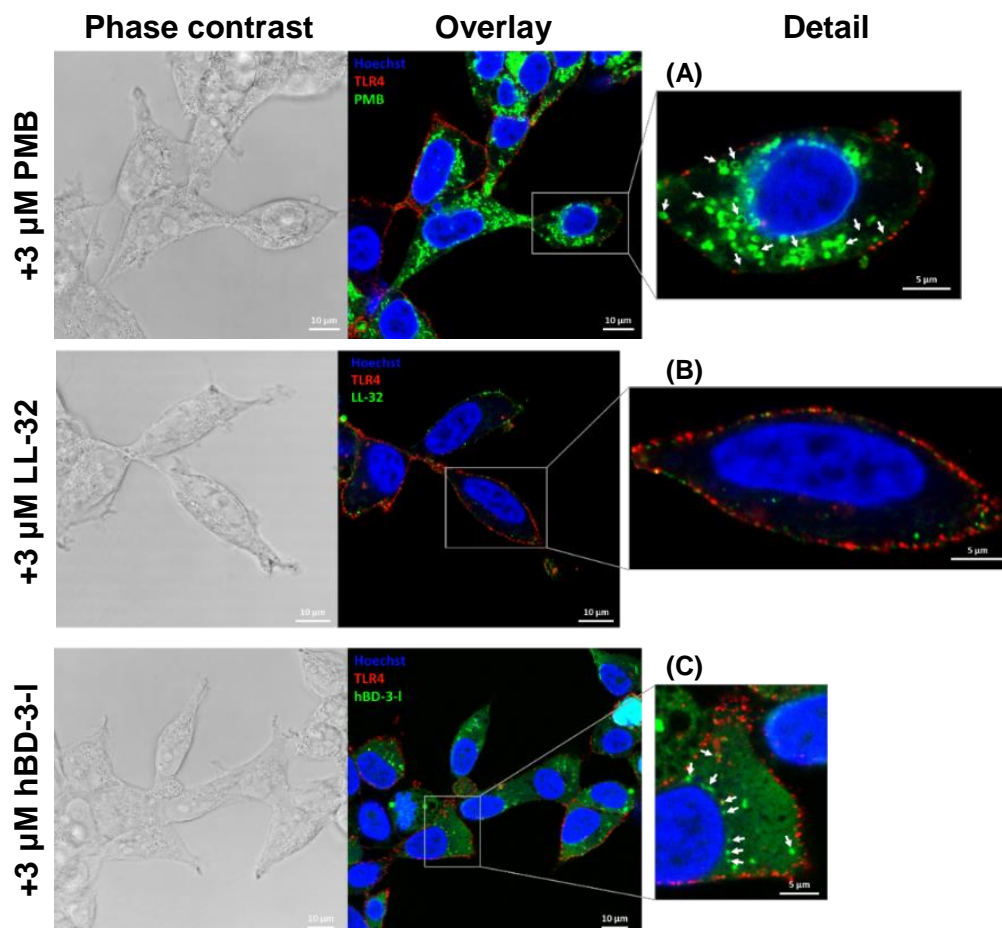 Phase contrast
Overlay
Detail
+3 µM PMB
Hoechst
TLR4
PMB
10 µm
10 µm
(A)
5 µm
+3 µM LL-32
Hoechst
TLR4
LL-32
10 µm
10 µm
(B)
5 µm
+3 µM hBD-3-l
Hoechst
TLR4
hBD-3-l
10 µm
10 µm
(C)
5 µm